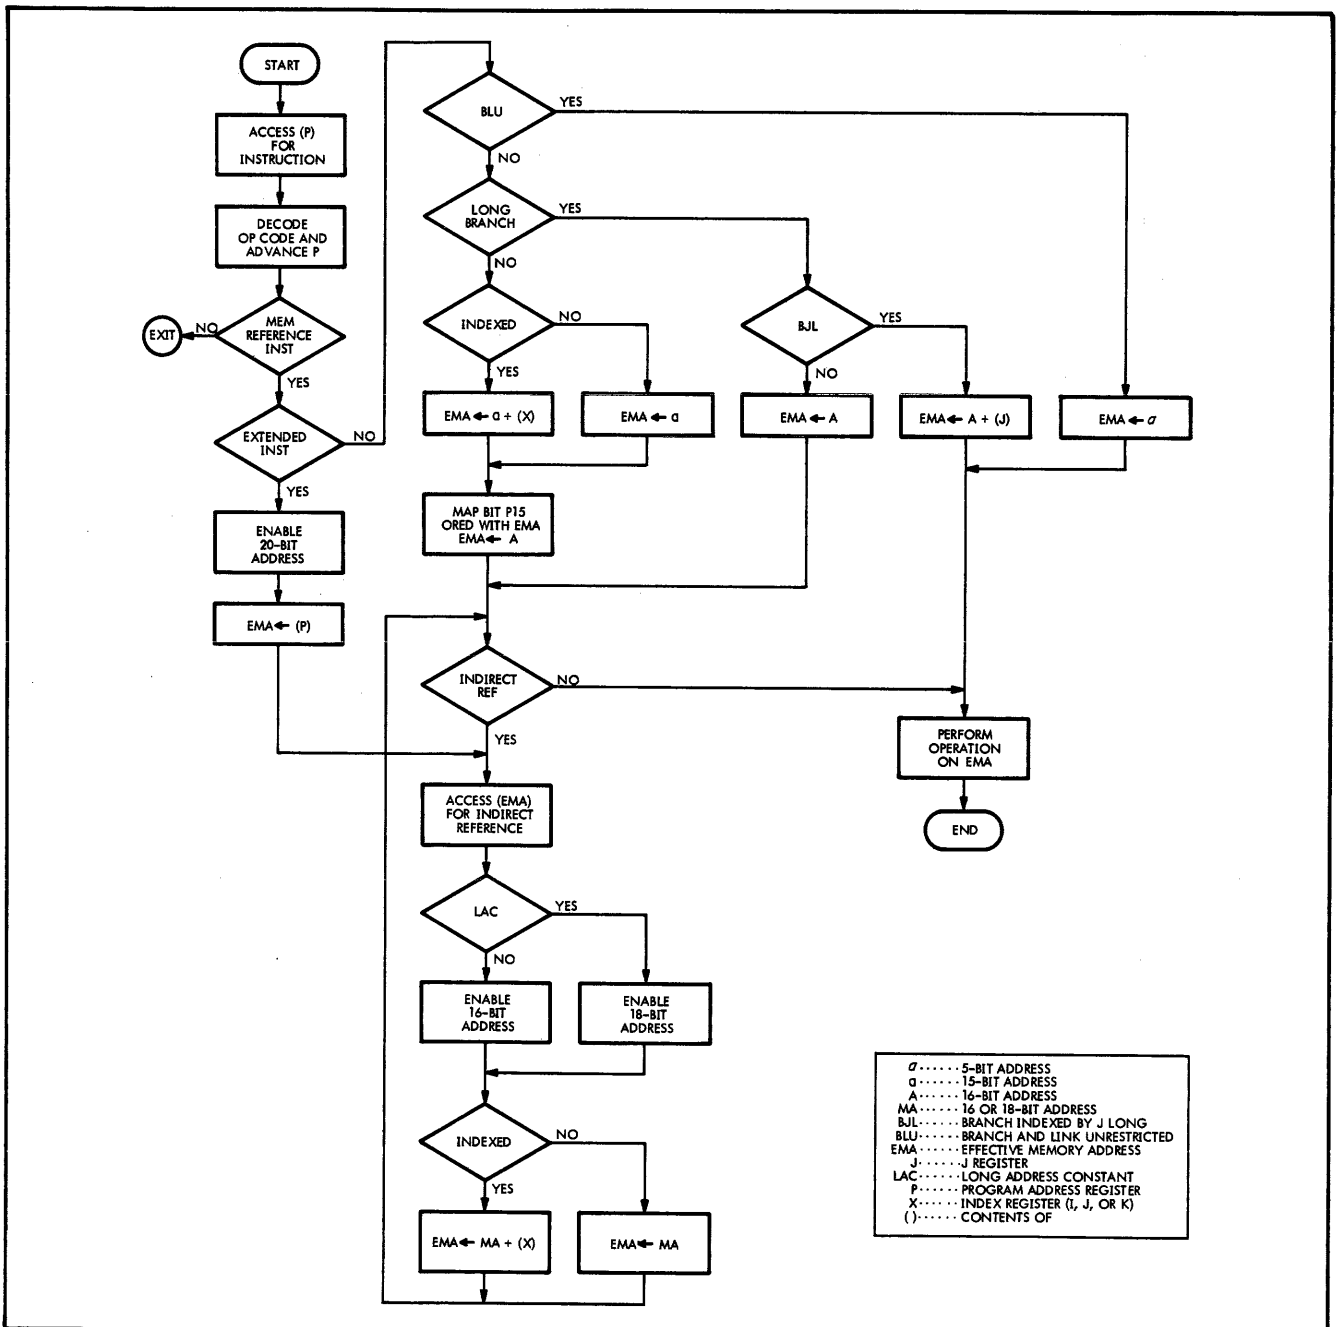 START
ACCESS (P)
FOR
INSTRUCTION
DECODE
OP CODE AND
ADVANCE P
MEM
REFERENCE
INST
NO
EXIT
YES
EXTENDED
INST
NO
YES
ENABLE
20-BIT
ADDRESS
EMA← (P)
BLU
YES
NO
LONG
BRANCH
YES
NO
INDEXED
NO
YES
BJL
YES
NO
EMA← a + (X)
EMA← a
EMA← A
EMA← A + (J)
EMA← σ
MAP BIT P15
ORED WITH EMA
EMA← A
INDIRECT
REF
NO
YES
PERFORM
OPERATION
ON EMA
END
ACCESS (EMA)
FOR INDIRECT
REFERENCE
LAC
YES
NO
ENABLE
16-BIT
ADDRESS
ENABLE
18-BIT
ADDRESS
INDEXED
NO
YES
EMA← MA + (X)
EMA← MA
σ ...... 5-BIT ADDRESS
a ...... 15-BIT ADDRESS
A ...... 16-BIT ADDRESS
MA ...... 16 OR 18-BIT ADDRESS
BJL ...... BRANCH INDEXED BY J LONG
BLU ...... BRANCH AND LINK UNRESTRICTED
EMA ...... EFFECTIVE MEMORY ADDRESS
J ...... J REGISTER
LAC ...... LONG ADDRESS CONSTANT
P ...... PROGRAM ADDRESS REGISTER
X ...... INDEX REGISTER (I, J, OR K)
( ) ...... CONTENTS OF